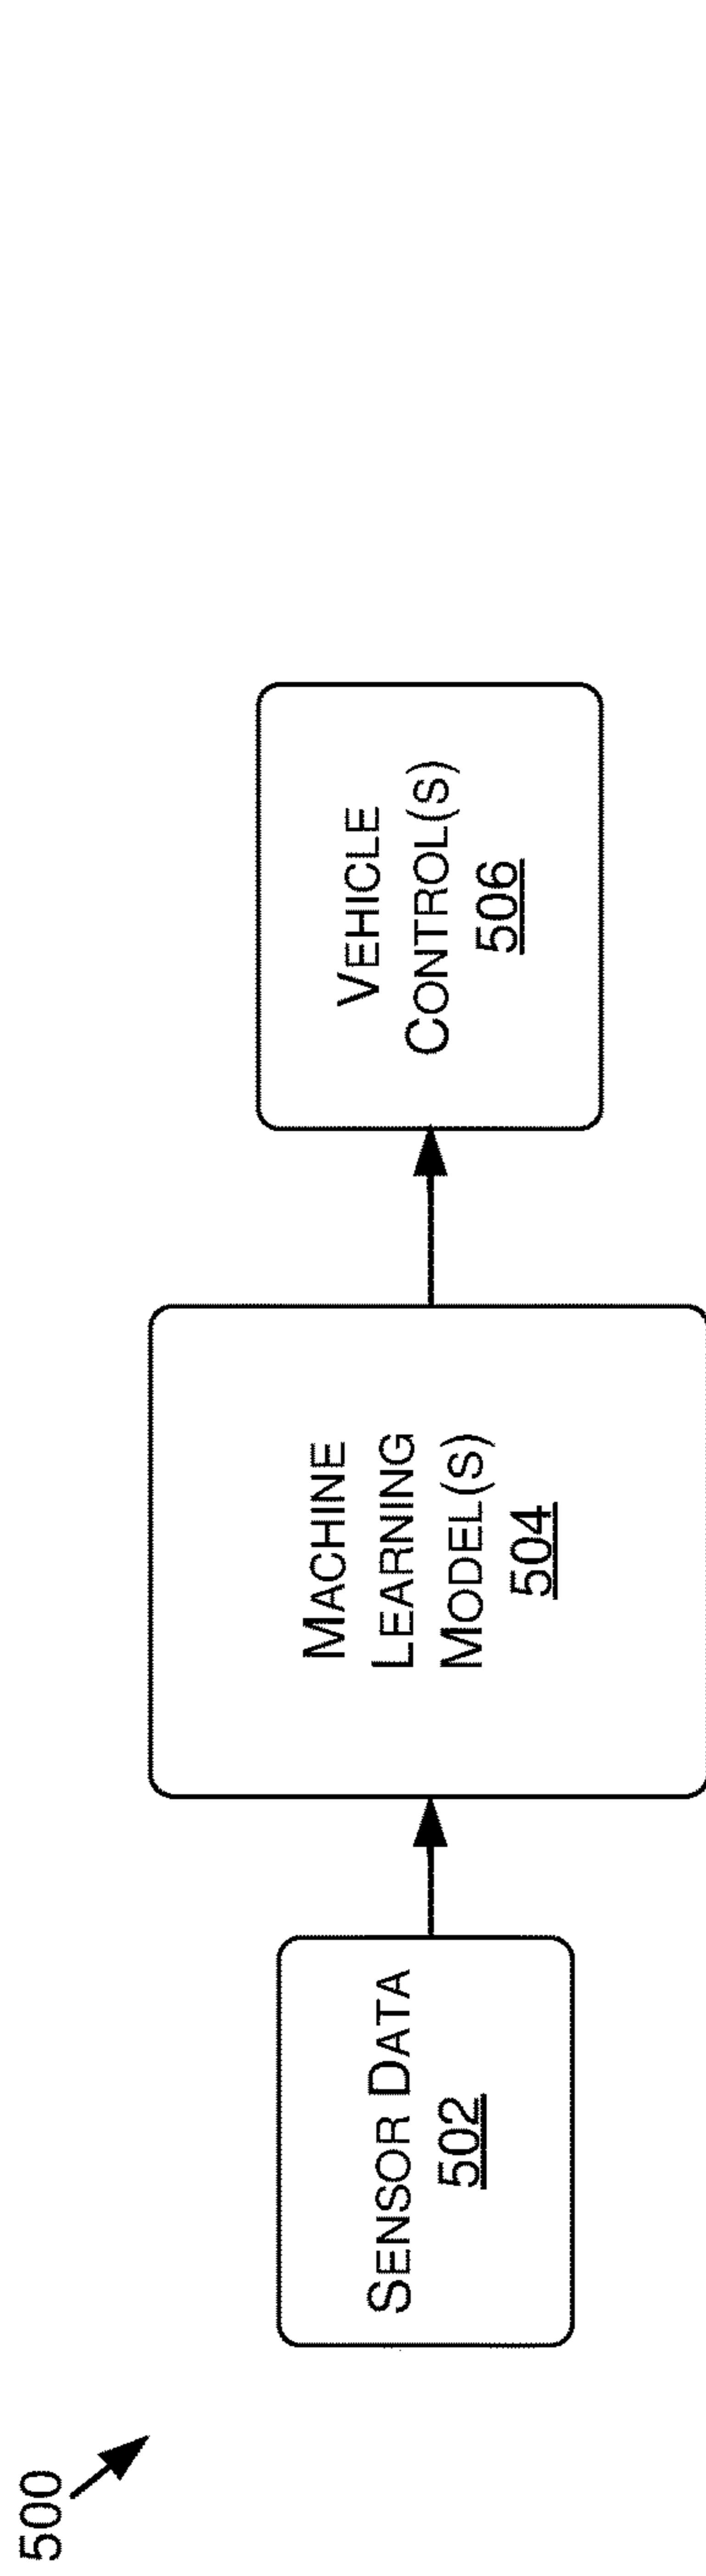 500
SENSOR DATA
502
MACHINE
LEARNING
MODEL(S)
504
VEHICLE
CONTROL(S)
506